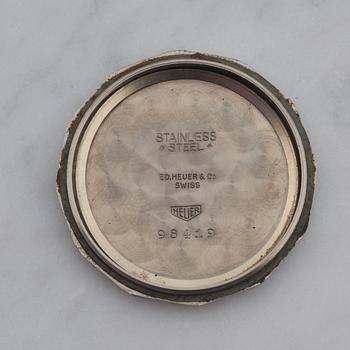 STAINLESS
* STEEL *
ED. HEUER & Co
SWISS
HEUER
98419